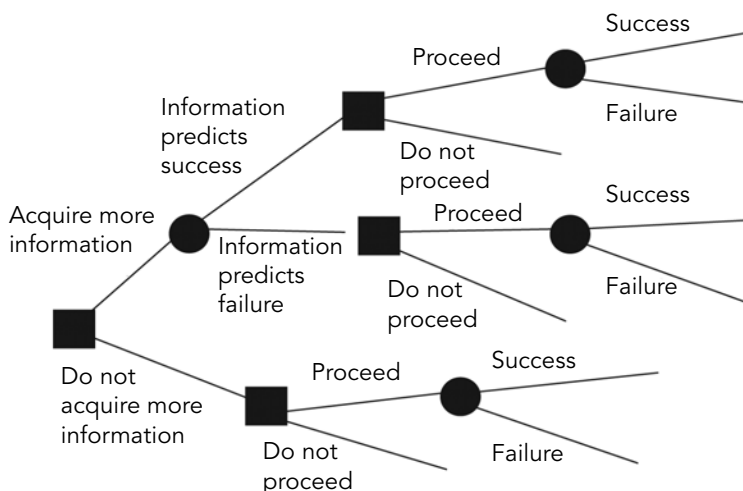 Success
Proceed
Failure
Information
predicts
success
Do not
proceed
Success
Proceed
Acquire more
information
Information
predicts
failure
Do not
proceed
Failure
Success
Proceed
Do not
acquire more
information
Do not
proceed
Failure